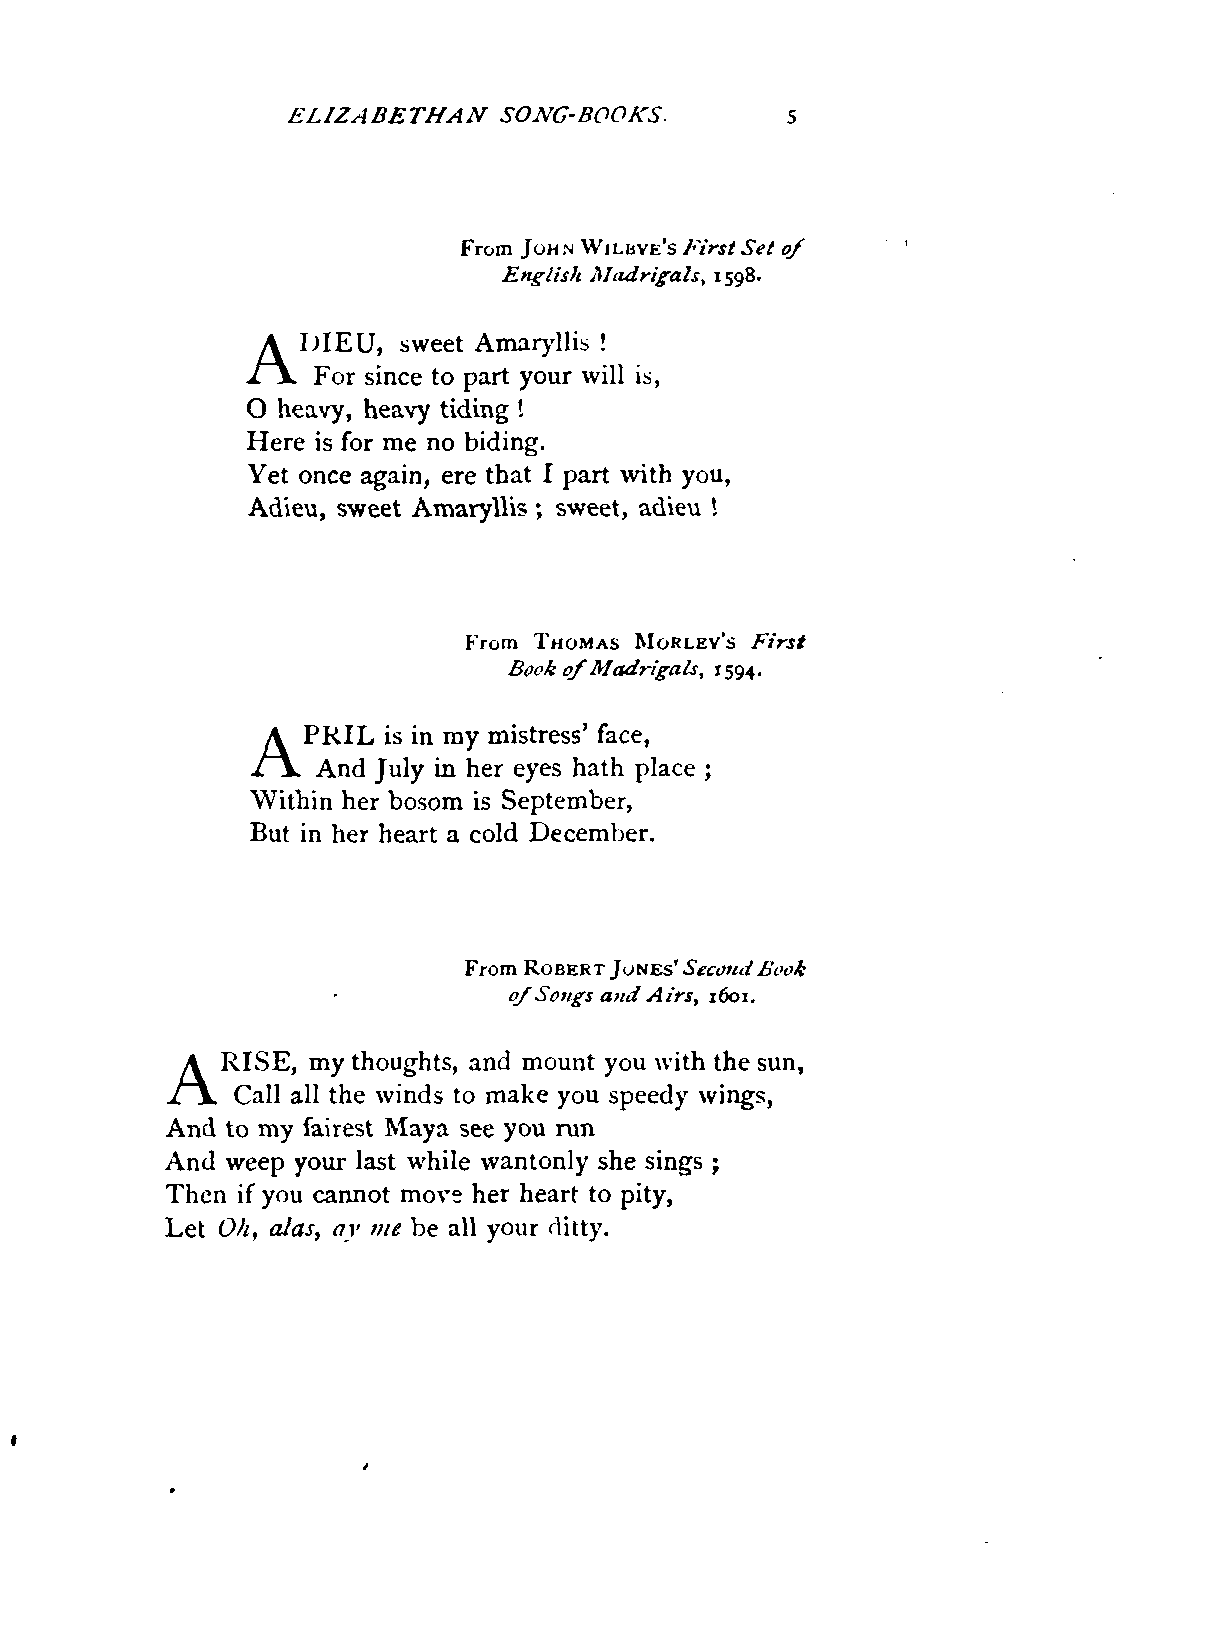 ELIZABETHAN SONG-BOOKS. 5
From JOHN WILBYE'S First Set of
English Madrigals, 1598.
ADIEU, sweet Amaryllis !
For since to part your will is,
O heavy, heavy tiding !
Here is for me no biding.
Yet once again, ere that I part with you,
Adieu, sweet Amaryllis ; sweet, adieu !
From THOMAS MORLEY'S First
Book of Madrigals, 1594.
APRIL is in my mistress' face,
And July in her eyes hath place ;
Within her bosom is September,
But in her heart a cold December.
From ROBERT JONES' Second Book
of Songs and Airs, 1601.
ARISE, my thoughts, and mount you with the sun,
Call all the winds to make you speedy wings,
And to my fairest Maya see you run
And weep your last while wantonly she sings ;
Then if you cannot move her heart to pity,
Let Oh, alas, ay me be all your ditty.